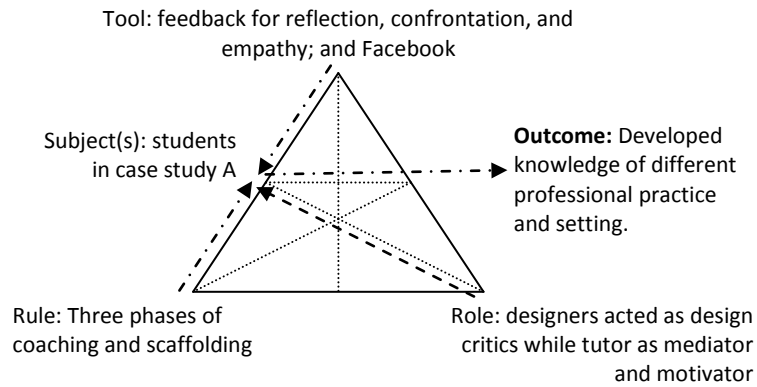 Tool: feedback for reflection, confrontation, and
empathy; and Facebook
Subject(s): students
in case study A
Outcome: Developed
knowledge of different
professional practice
and setting.
Rule: Three phases of
coaching and scaffolding
Role: designers acted as design
critics while tutor as mediator
and motivator